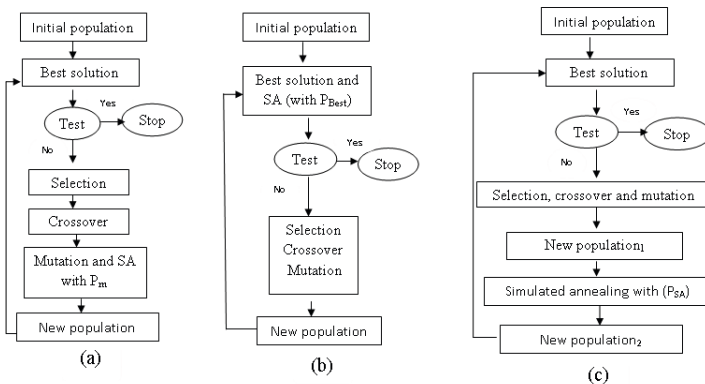 Initial population
Best solution
Test
Yes
Stop
No
Selection
Crossover
Mutation and SA
with Pm
New population
(a)
Initial population
Best solution and
SA (with PBest)
Test
Yes
Stop
No
Selection
Crossover
Mutation
New population
(b)
Initial population
Best solution
Test
Yes
Stop
No
Selection, crossover and mutation
New population1
Simulated annealing with (PSA)
New population2
(c)